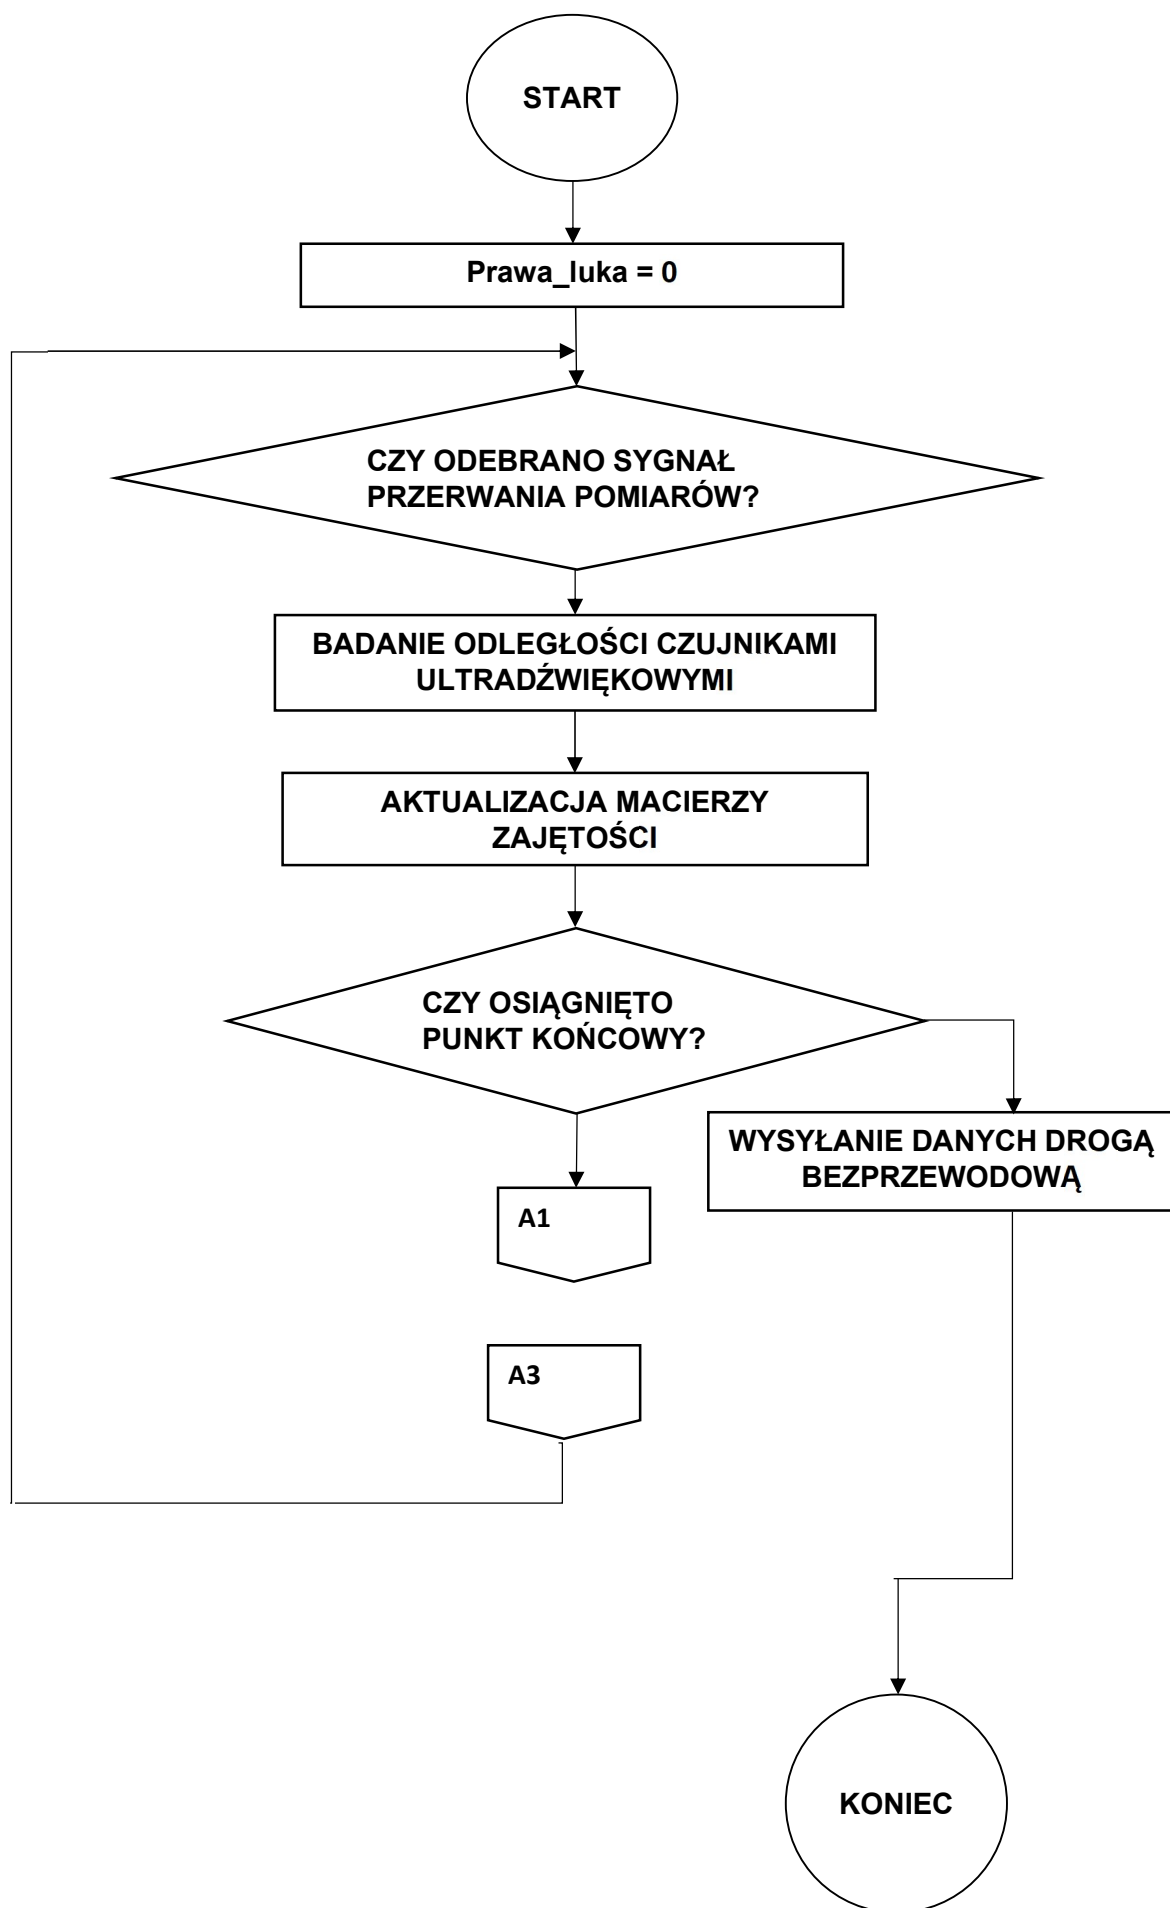 START
Prawa_luka = 0
CZY ODEBRANO SYGNAŁ
PRZERWANIA POMIARÓW?
BADANIE ODLEGŁOŚCI CZUJNIKAMI
ULTRADŹWIĘKOWYMI
AKTUALIZACJA MACIERZY
ZAJĘTOŚCI
CZY OSIĄGNIĘTO
PUNKT KOŃCOWY?
WYSYŁANIE DANYCH DROGĄ
BEZPRZEWODOWĄ
A1
A3
KONIEC